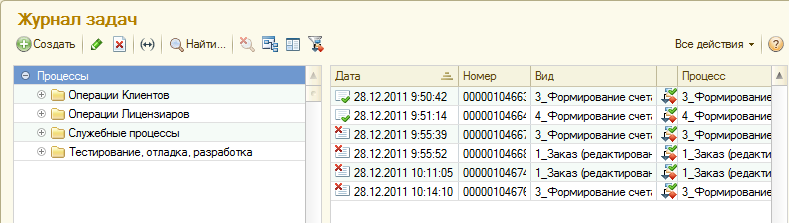 Журнал задач
Создать (↔) Найти... Все действия ?
Процессы
Операции Клиентов
Операции Лицензиаров
Служебные процессы
Тестирование, отладка, разработка
Дата Номер Вид Процесс
28.12.2011 9:50:42 00000104663 3_Формирование счета 3_Формирование
28.12.2011 9:51:14 00000104664 4_Формирование счета 4_Формирование
28.12.2011 9:55:39 00000104667 3_Формирование счета 3_Формирование
28.12.2011 9:55:52 00000104668 1_Заказ (редактирован 1_Заказ (редакти
28.12.2011 10:11:05 00000104674 1_Заказ (редактирован 1_Заказ (редакти
28.12.2011 10:14:10 00000104676 3_Формирование счета 3_Формирование